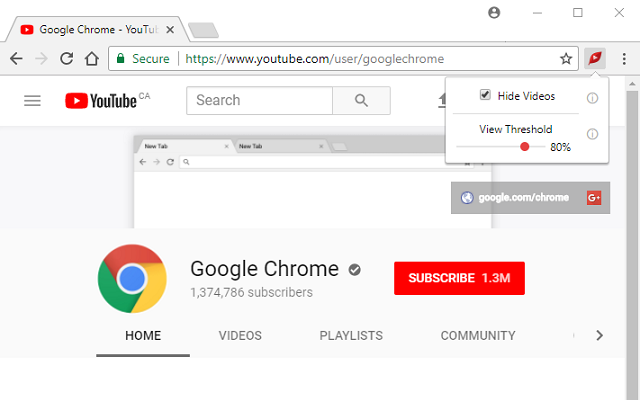 Google Chrome - YouTu
Secure
https://www.youtube.com/user/googlechrome
YouTube CA
Search
Hide Videos
View Threshold
80%
New Tab
New Tab
google.com/chrome
G+
Google Chrome
1,374,786 subscribers
SUBSCRIBE 1.3M
HOME
VIDEOS
PLAYLISTS
COMMUNITY